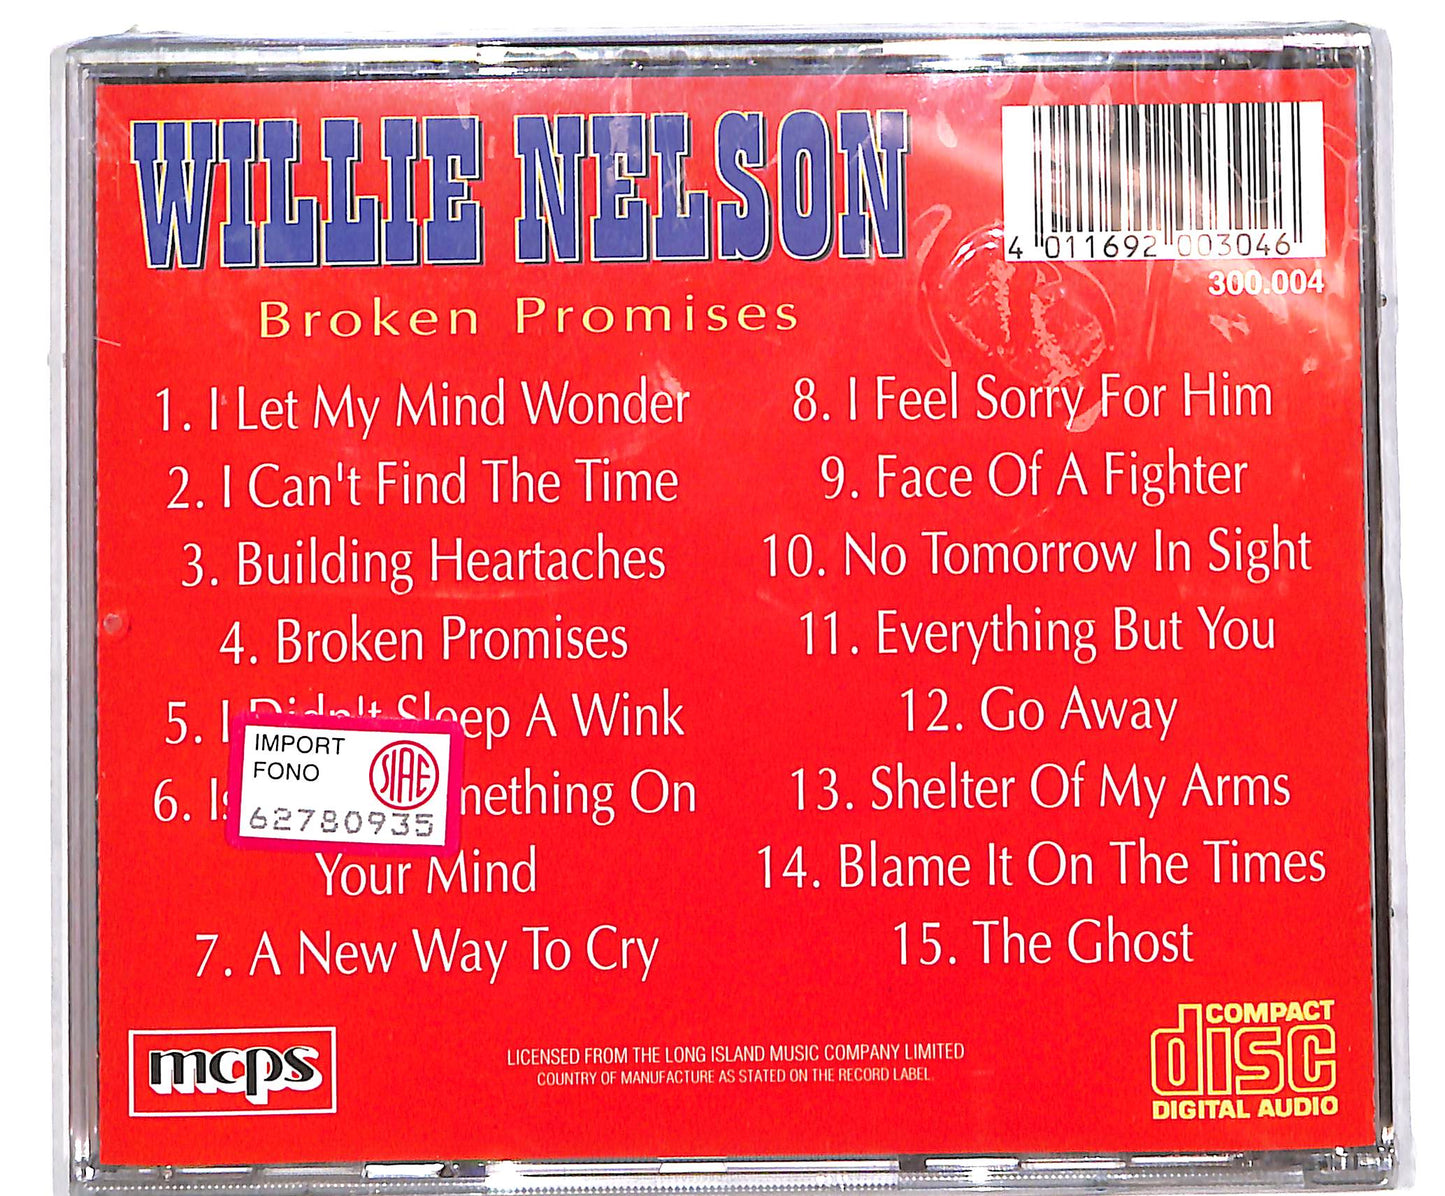 WILLIE NELSON
Broken Promises
4 011692 003046
300.004
1. I Let My Mind Wonder
2. I Can't Find The Time
3. Building Heartaches
4. Broken Promises
5. I Didn't Sleep A Wink
6. On
Your Mind
7. A New Way To Cry
8. I Feel Sorry For Him
9. Face Of A Fighter
10. No Tomorrow In Sight
11. Everything But You
12. Go Away
13. Shelter Of My Arms
14. Blame It On The Times
15. The Ghost
IMPORT
FONO
SIAE
62780935
mcps
LICENSED FROM THE LONG ISLAND MUSIC COMPANY LIMITED
COUNTRY OF MANUFACTURE AS STATED ON THE RECORD LABEL
COMPACT
disc
DIGITAL AUDIO